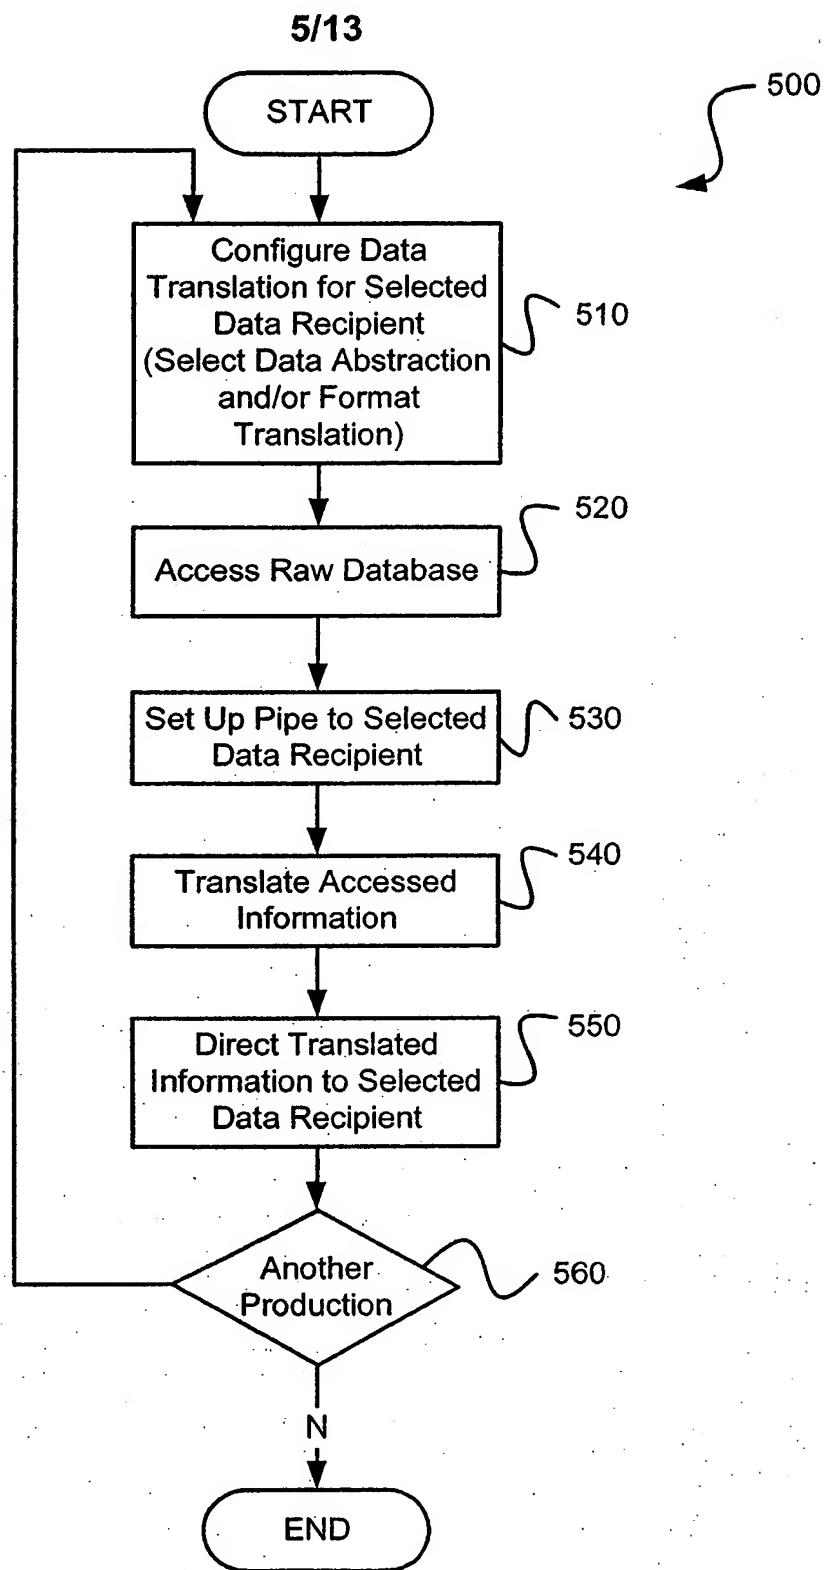 5/13
START
500
Configure Data
Translation for Selected
Data Recipient
(Select Data Abstraction
and/or Format
Translation)
510
Access Raw Database
520
Set Up Pipe to Selected
Data Recipient
530
Translate Accessed
Information
540
Direct Translated
Information to Selected
Data Recipient
550
Another
Production
560
N
END